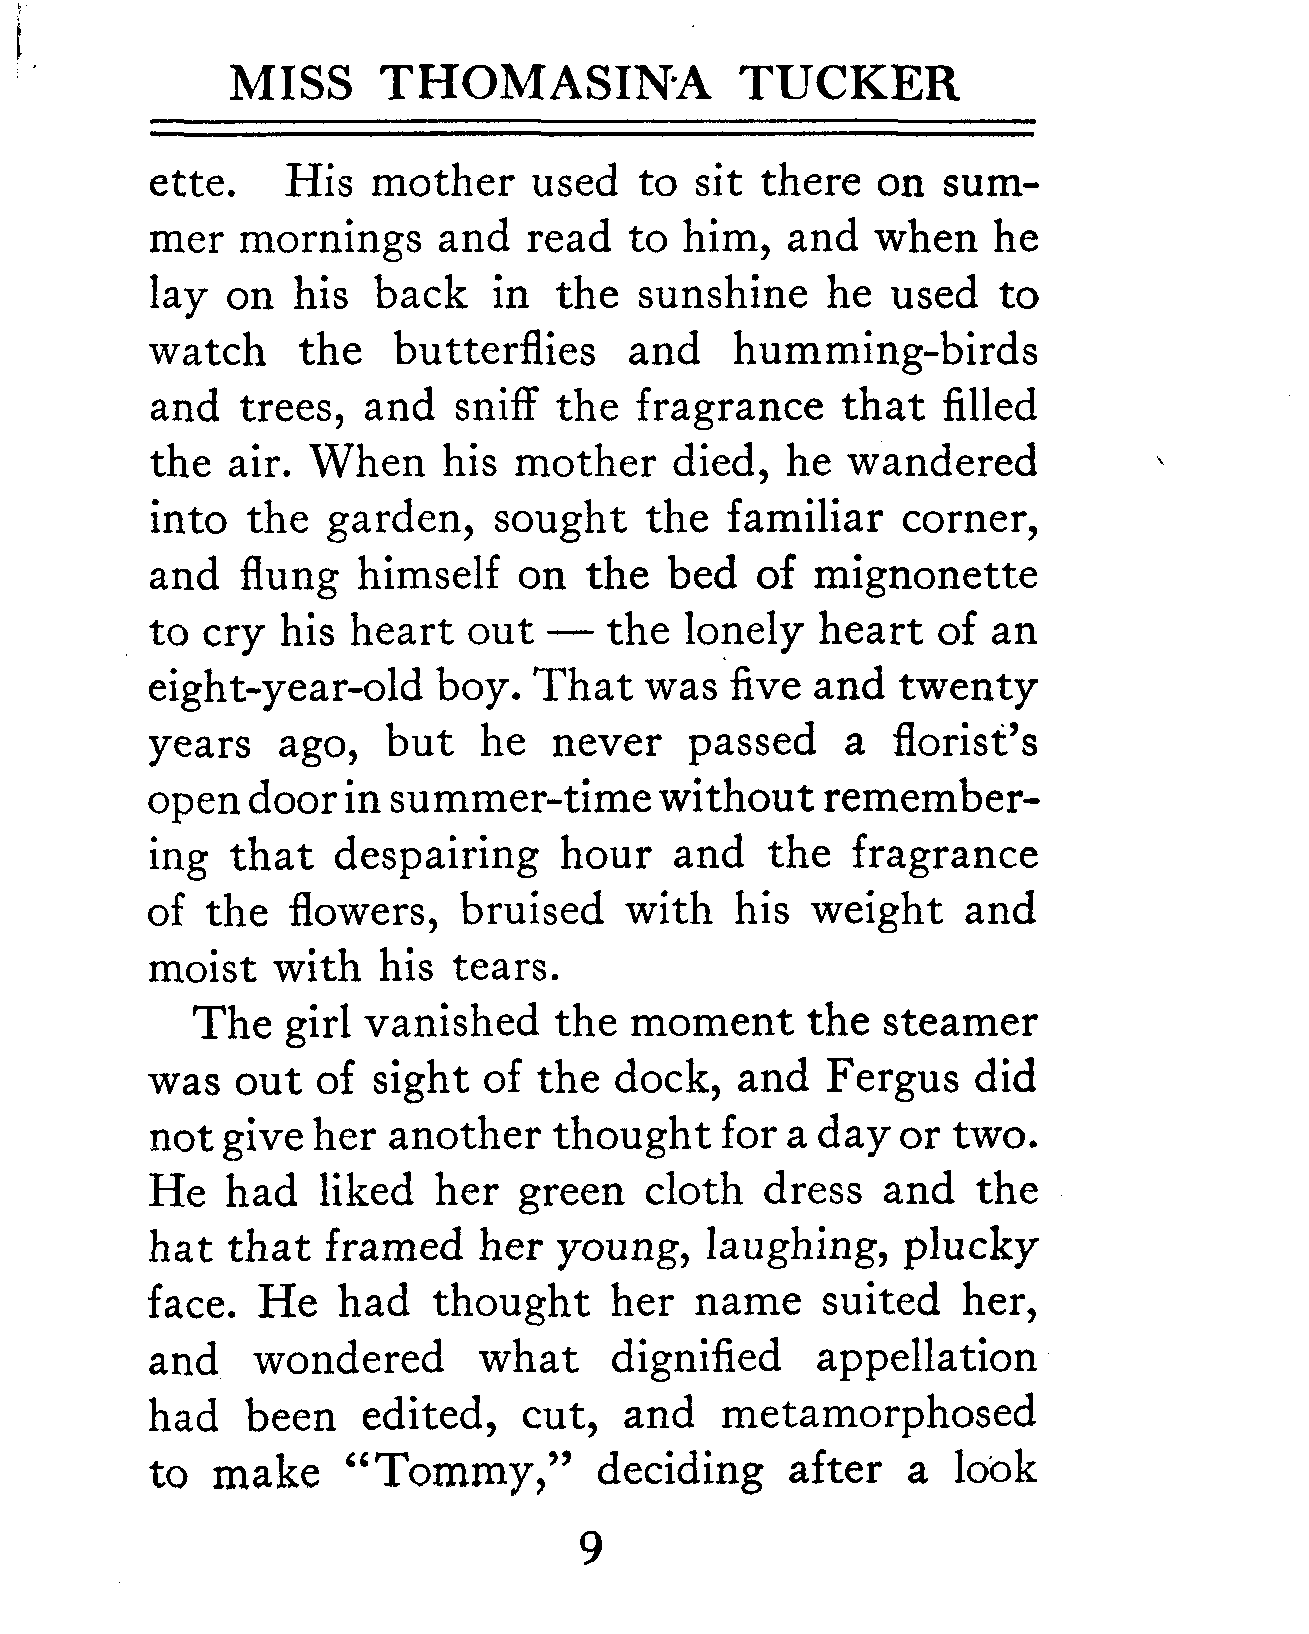 MISS THOMASINA TUCKER
ette. His mother used to sit there on sum-
mer mornings and read to him, and when he
lay on his back in the sunshine he used to
watch the butterflies and humming-birds
and trees, and sniff the fragrance that filled
the air. When his mother died, he wandered
into the garden, sought the familiar corner,
and flung himself on the bed of mignonette
to cry his heart out — the lonely heart of an
eight-year-old boy. That was five and twenty
years ago, but he never passed a florist's
open door in summer-time without remember-
ing that despairing hour and the fragrance
of the flowers, bruised with his weight and
moist with his tears.
The girl vanished the moment the steamer
was out of sight of the dock, and Fergus did
not give her another thought for a day or two.
He had liked her green cloth dress and the
hat that framed her young, laughing, plucky
face. He had thought her name suited her,
and wondered what dignified appellation
had been edited, cut, and metamorphosed
to make “Tommy,” deciding after a look
9